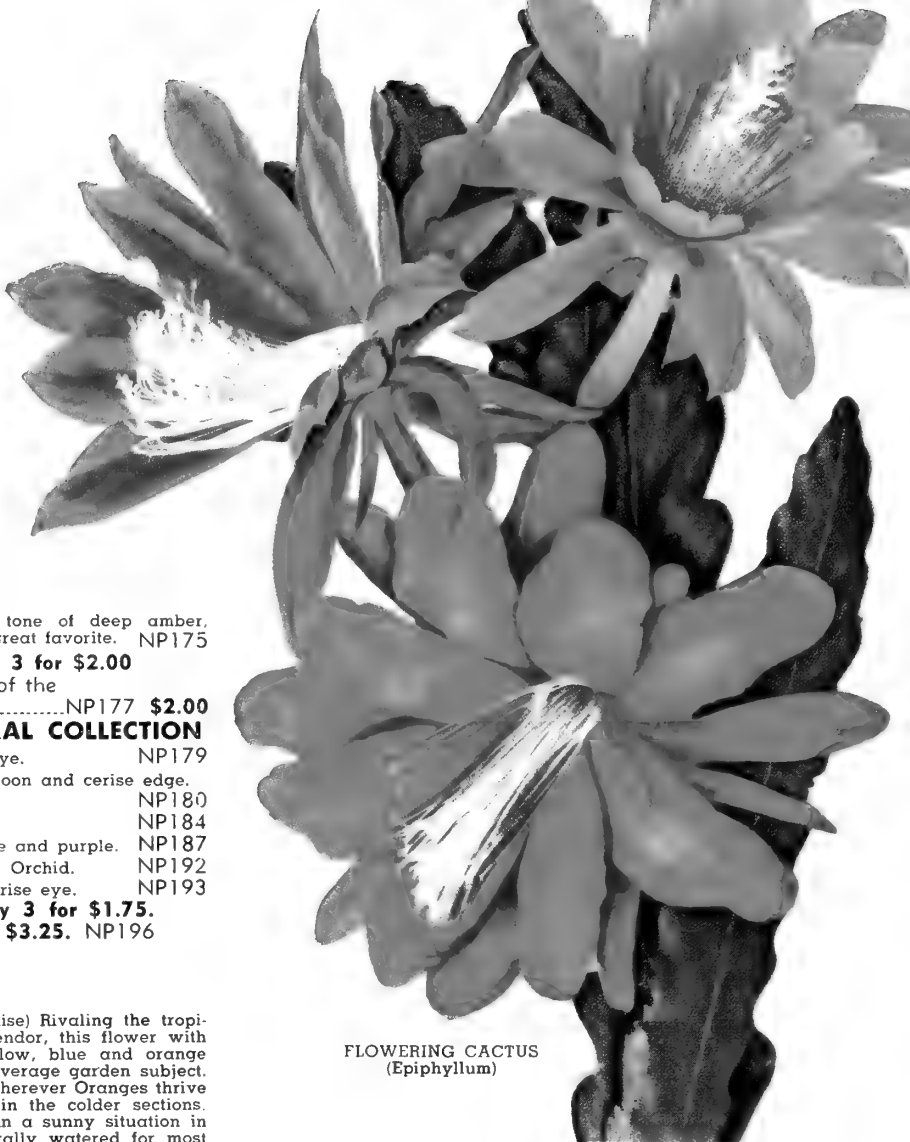 tone of deep amber,
reat favorite. NP175
3 for $2.00
of the
..........NP177 $2.00
AL COLLECTION
ye. NP179
oon and cerise edge.
NP180
NP184
e and purple. NP187
Orchid. NP192
rise eye. NP193
y 3 for $1.75.
$3.25. NP196
ise) Rivaling the tropi-
endor, this flower with
low, blue and orange
verage garden subject.
herever Oranges thrive
in the colder sections.
n a sunny situation in
rally watered for most
FLOWERING CACTUS
(Epiphyllum)